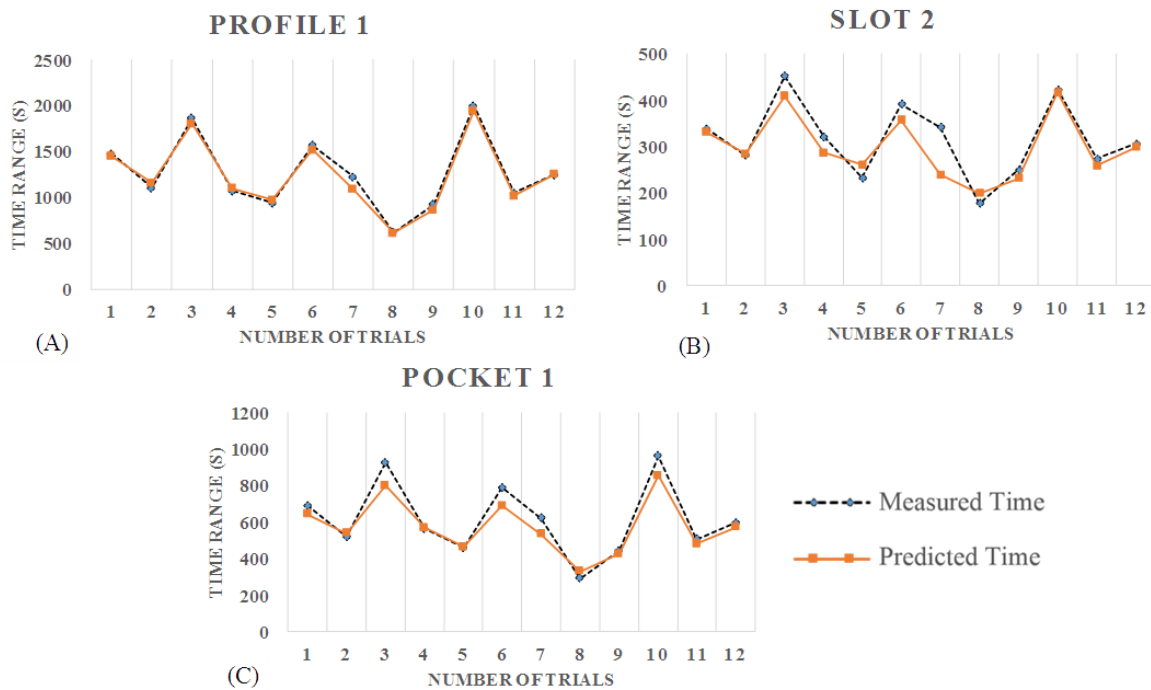 PROFILE 1
TIME RANGE (S)
2500
2000
1500
1000
500
0
1 2 3 4 5 6 7 8 9 10 11 12
NUMBER OF TRIALS
(A)
SLOT 2
TIME RANGE (S)
500
400
300
200
100
0
1 2 3 4 5 6 7 8 9 10 11 12
NUMBER OF TRIALS
(B)
POCKET 1
TIME RANGE (S)
1200
1000
800
600
400
200
0
1 2 3 4 5 6 7 8 9 10 11 12
NUMBER OF TRIALS
(C)
Measured Time
Predicted Time